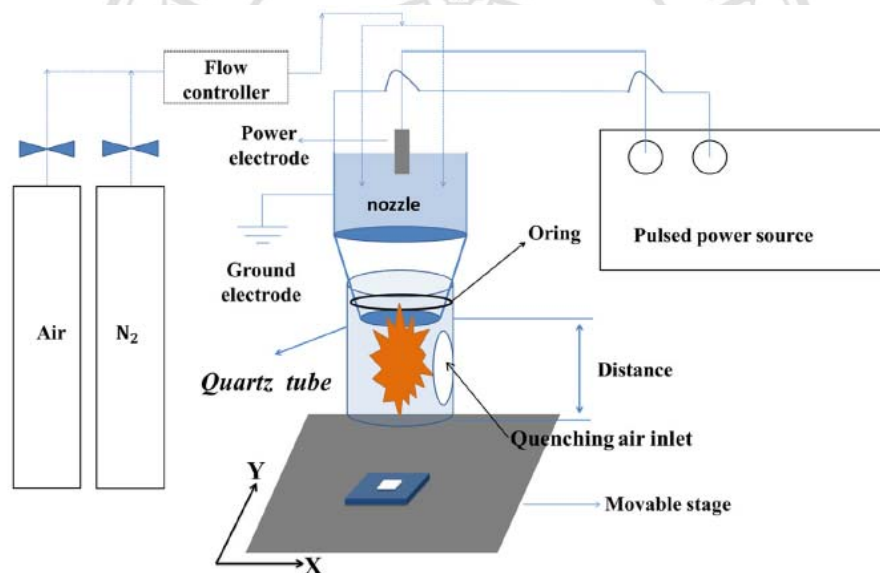 Flow
controller
Power
electrode
nozzle
Oring
Pulsed power source
Ground
electrode
Air
N₂
Distance
Quartz tube
Quenching air inlet
Y
Movable stage
X